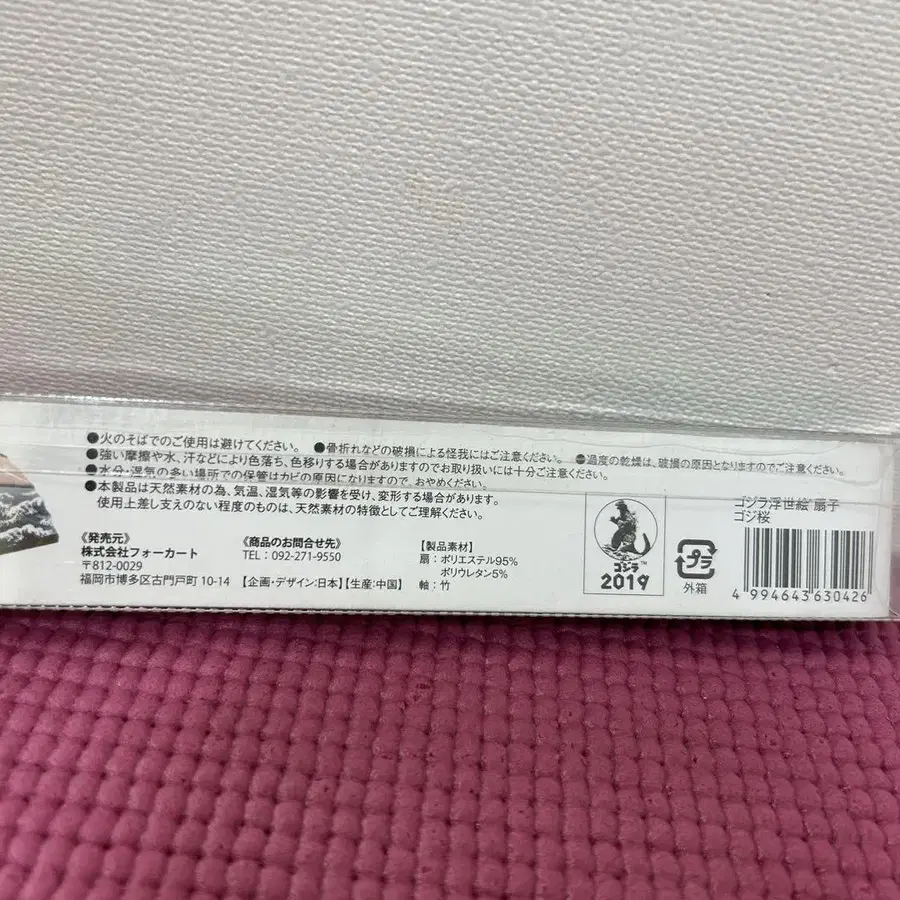 ●火のそばでのご使用は避けてください。 ●骨折れなどの破損による怪我にはご注意ください。 ●過度の乾燥は、破損の原因となりますのでご注意ください。
●強い摩擦や水、汗などにより色落ち、色移りする場合がありますのでお取り扱いには十分ご注意ください。
●水分・湿気の多い場所での保管はカビの原因になりますので、おやめください。
●本製品は天然素材の為、気温、湿気等の影響を受け、変形する場合があります。
使用上差し支えのない程度のものは、天然素材の特徴としてご理解ください。
《発売元》
株式会社フォーカート
〒812-0029
福岡市博多区古門戸町 10-14
《商品のお問合せ先》
TEL：092-271-9550
【企画・デザイン:日本】【生産:中国】
【製品素材】
扇：ポリエステル95%
ポリウレタン5%
軸：竹
ゴジラ™
2019
プラ
外箱
ゴジラ浮世絵 扇子
ゴジ桜
4 994643 630426